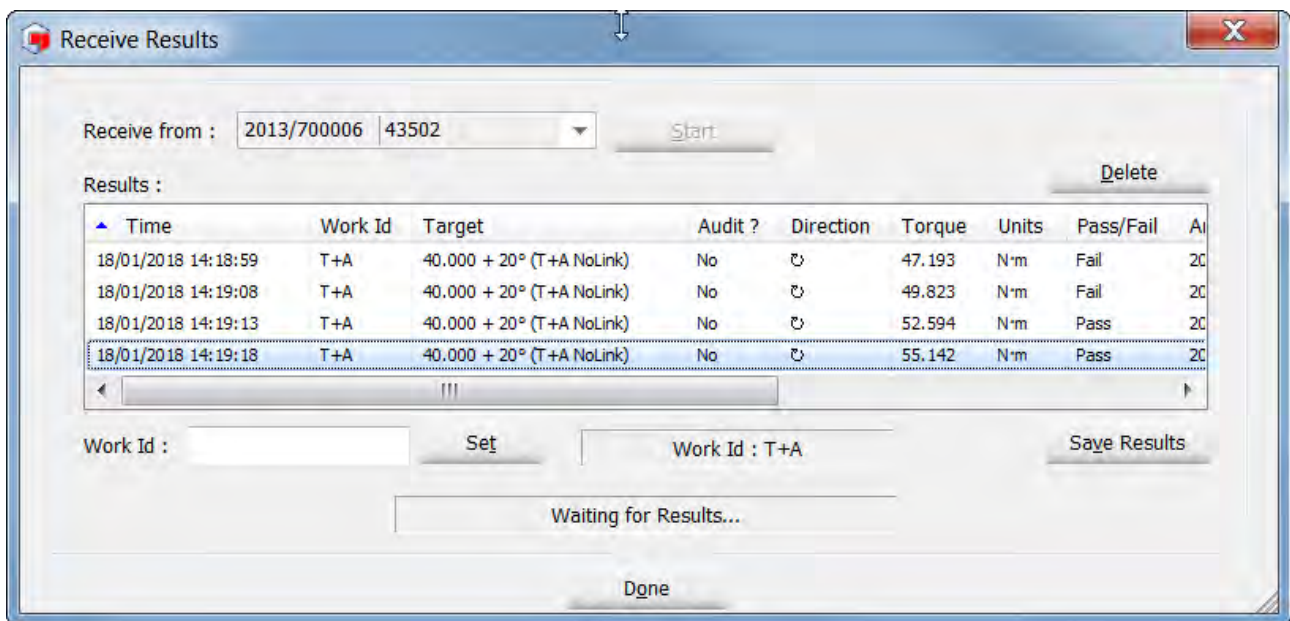 Receive Results
Receive from : 2013/700006 43502 Start
Delete
Results :
Time Work Id Target Audit ? Direction Torque Units Pass/Fail
18/01/2018 14:18:59 T+A 40.000 + 20° (T+A NoLink) No ↻ 47.193 N·m Fail 20
18/01/2018 14:19:08 T+A 40.000 + 20° (T+A NoLink) No ↻ 49.823 N·m Fail 20
18/01/2018 14:19:13 T+A 40.000 + 20° (T+A NoLink) No ↻ 52.594 N·m Pass 20
18/01/2018 14:19:18 T+A 40.000 + 20° (T+A NoLink) No ↻ 55.142 N·m Pass 20
Work Id : Set Work Id : T+A Save Results
Waiting for Results...
Done